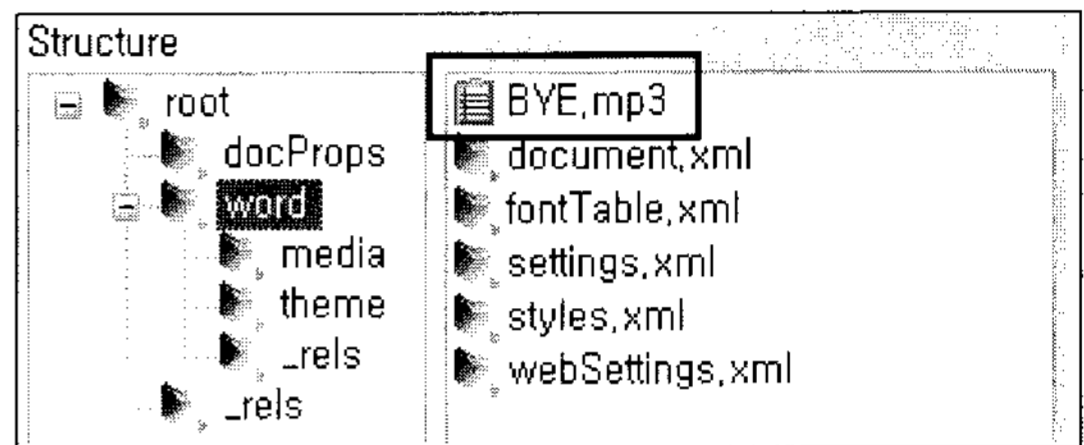 Structure
root
docProps
word
media
theme
_rels
_rels
BYE,mp3
document,xml
fontTable,xml
settings,xml
styles,xml
webSettings,xml